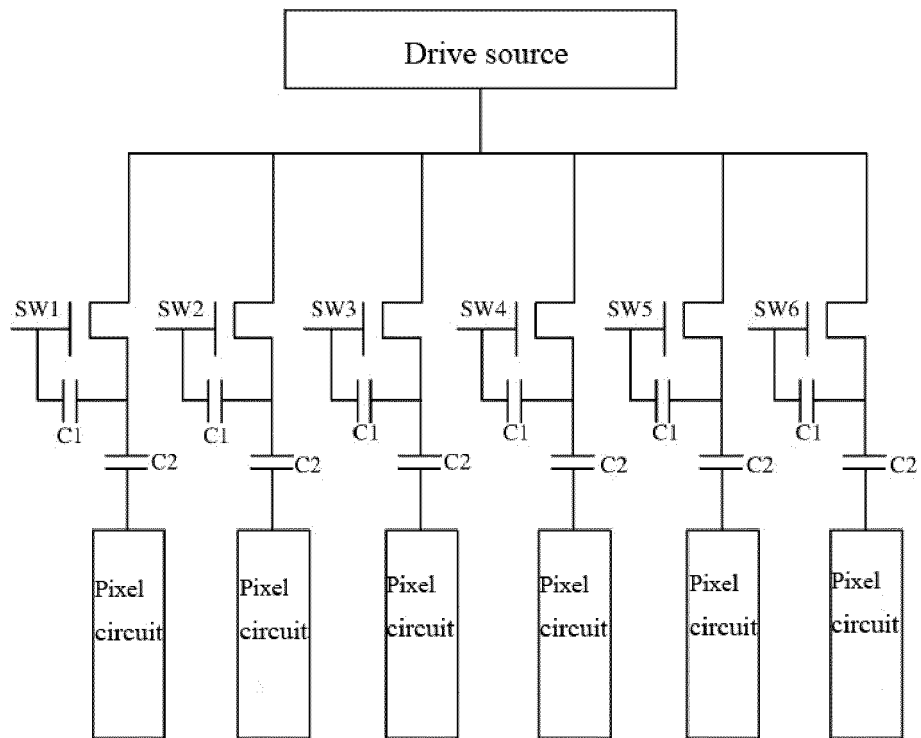 Drive source
SW1 SW2 SW3 SW4 SW5 SW6
C1 C1 C1 C1 C1 C1
C2 C2 C2 C2 C2 C2
Pixel Pixel Pixel Pixel Pixel Pixel
circuit circuit circuit circuit circuit circuit